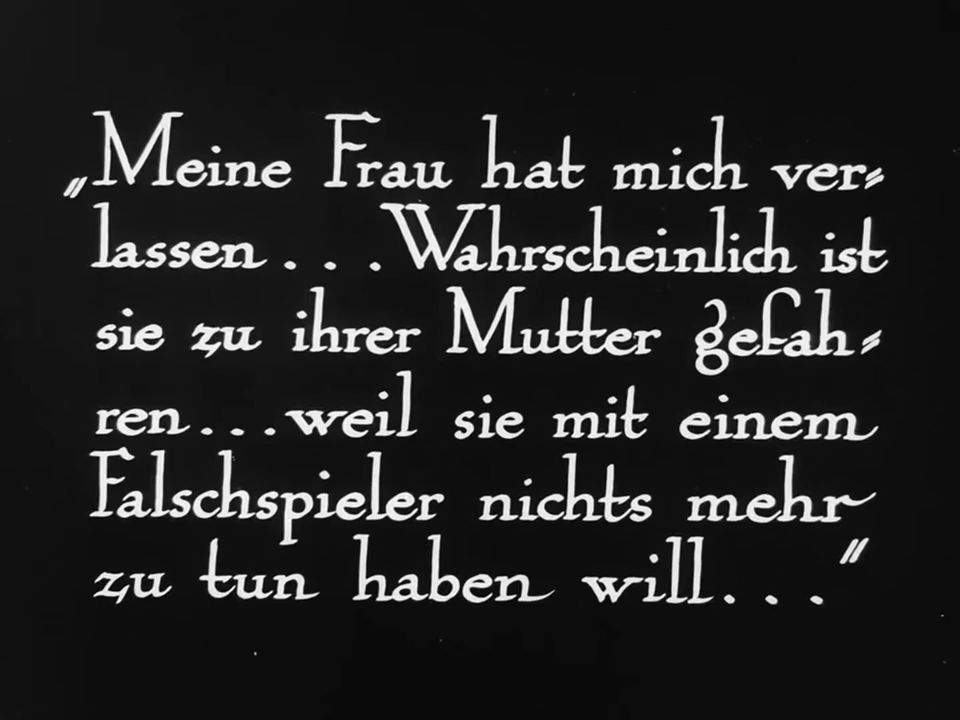 „Meine Frau hat mich ver⸗
lassen . . . Wahrscheinlich ist
sie zu ihrer Mutter gefah⸗
ren . . . weil sie mit einem
Falschspieler nichts mehr
zu tun haben will . . . "